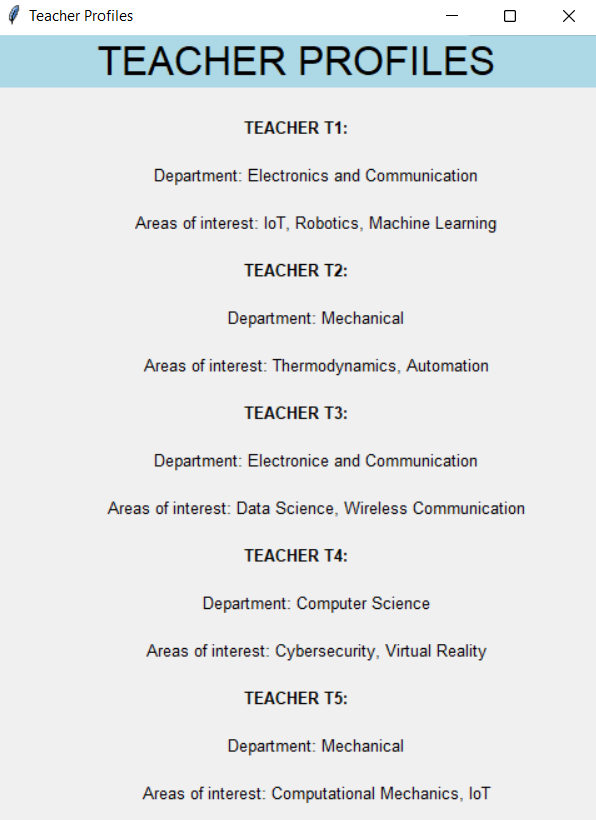 Teacher Profiles
TEACHER PROFILES
TEACHER T1:
Department: Electronics and Communication
Areas of interest: IoT, Robotics, Machine Learning
TEACHER T2:
Department: Mechanical
Areas of interest: Thermodynamics, Automation
TEACHER T3:
Department: Electronice and Communication
Areas of interest: Data Science, Wireless Communication
TEACHER T4:
Department: Computer Science
Areas of interest: Cybersecurity, Virtual Reality
TEACHER T5:
Department: Mechanical
Areas of interest: Computational Mechanics, IoT